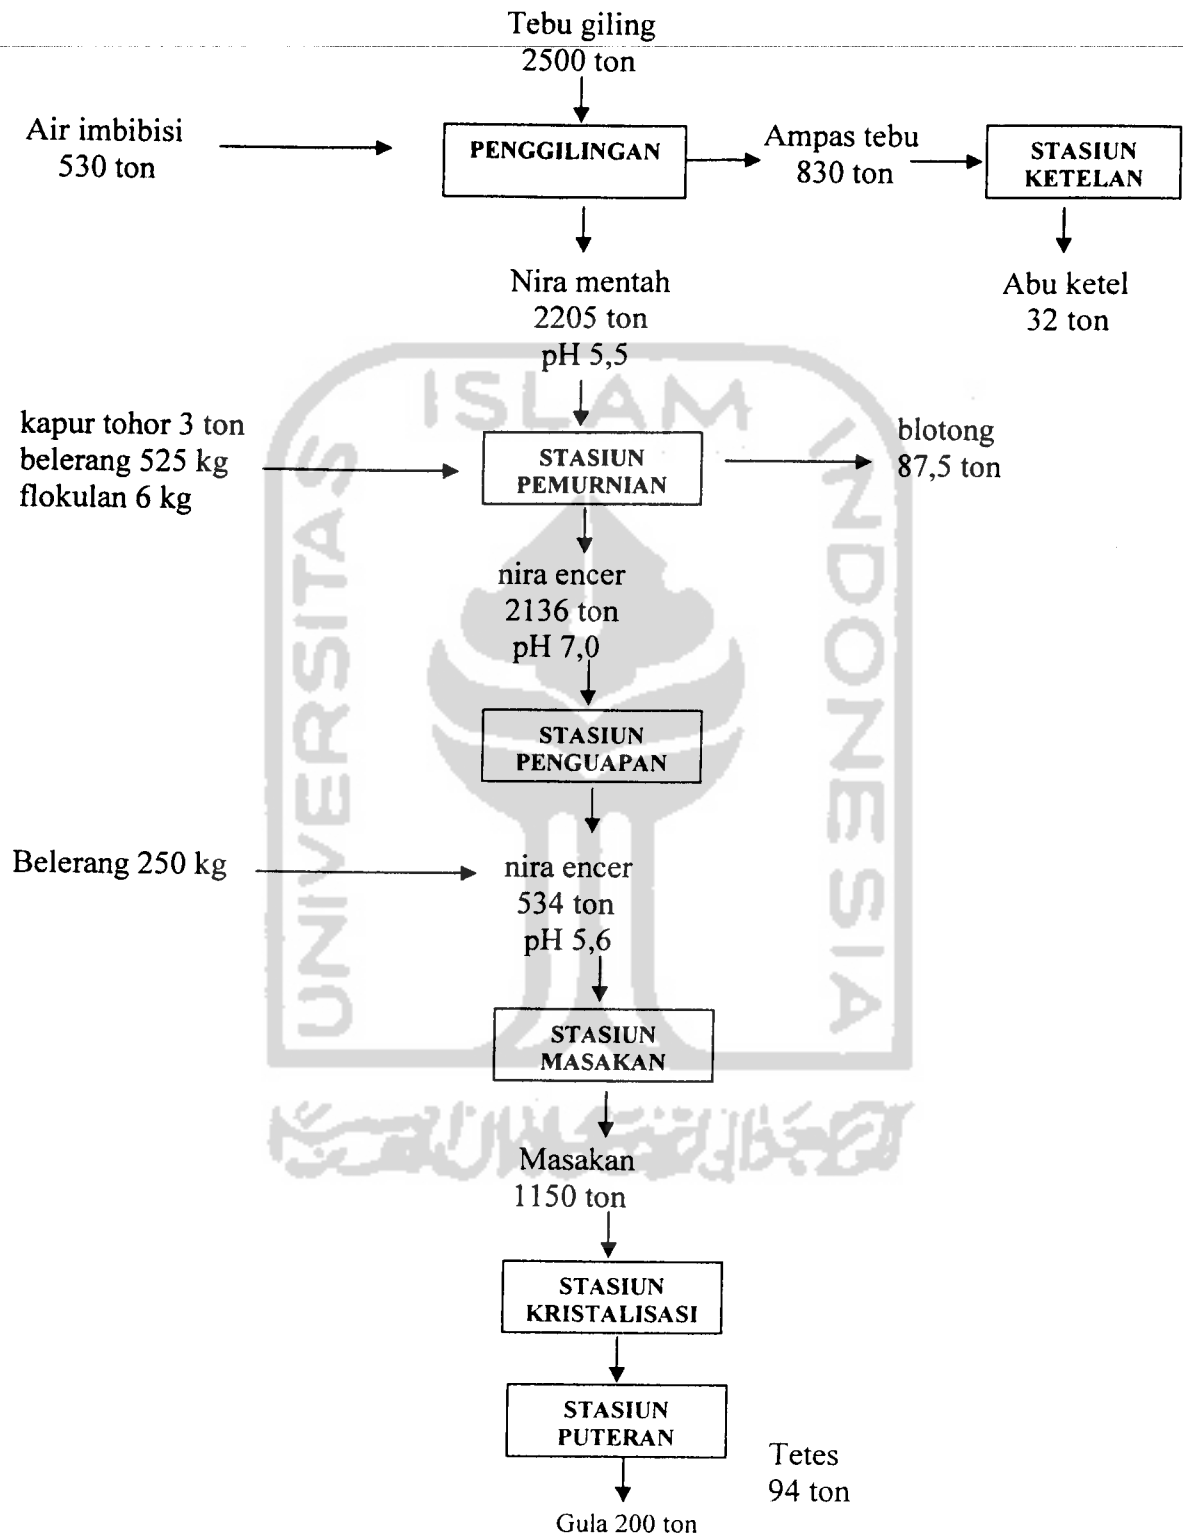 Tebu giling
2500 ton
Air imbibisi
530 ton
PENGGILINGAN
Ampas tebu
830 ton
STASIUN
KETELAN
Nira mentah
2205 ton
pH 5,5
Abu ketel
32 ton
ISLAM
UNIVERSITAS
INDONESIA
kapur tohor 3 ton
belerang 525 kg
flokulan 6 kg
STASIUN
PEMURNIAN
blotong
87,5 ton
nira encer
2136 ton
pH 7,0
STASIUN
PENGUAPAN
Belerang 250 kg
nira encer
534 ton
pH 5,6
STASIUN
MASAKAN
Masakan
1150 ton
STASIUN
KRISTALISASI
STASIUN
PUTERAN
Tetes
94 ton
Gula 200 ton